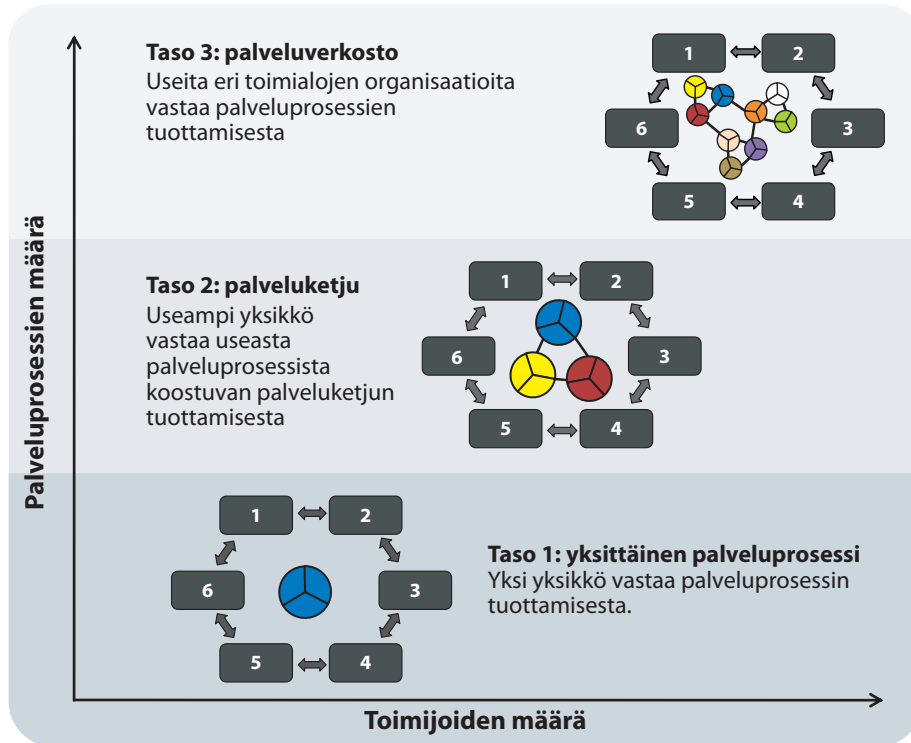 Taso 3: palveluverkosto
Useita eri toimialojen organisaatioita
vastaa palveluprosessien
tuottamisesta
1
2
6
3
5
4
Taso 2: palveluketju
Useampi yksikkö
vastaa useasta
palveluprosessista
koostuvan palveluketjun
tuottamisesta
1
2
6
3
5
4
1
2
6
3
5
4
Taso 1: yksittäinen palveluprosessi
Yksi yksikkö vastaa palveluprosessin
tuottamisesta.
Palveluprosessien määrä
Toimijoiden määrä